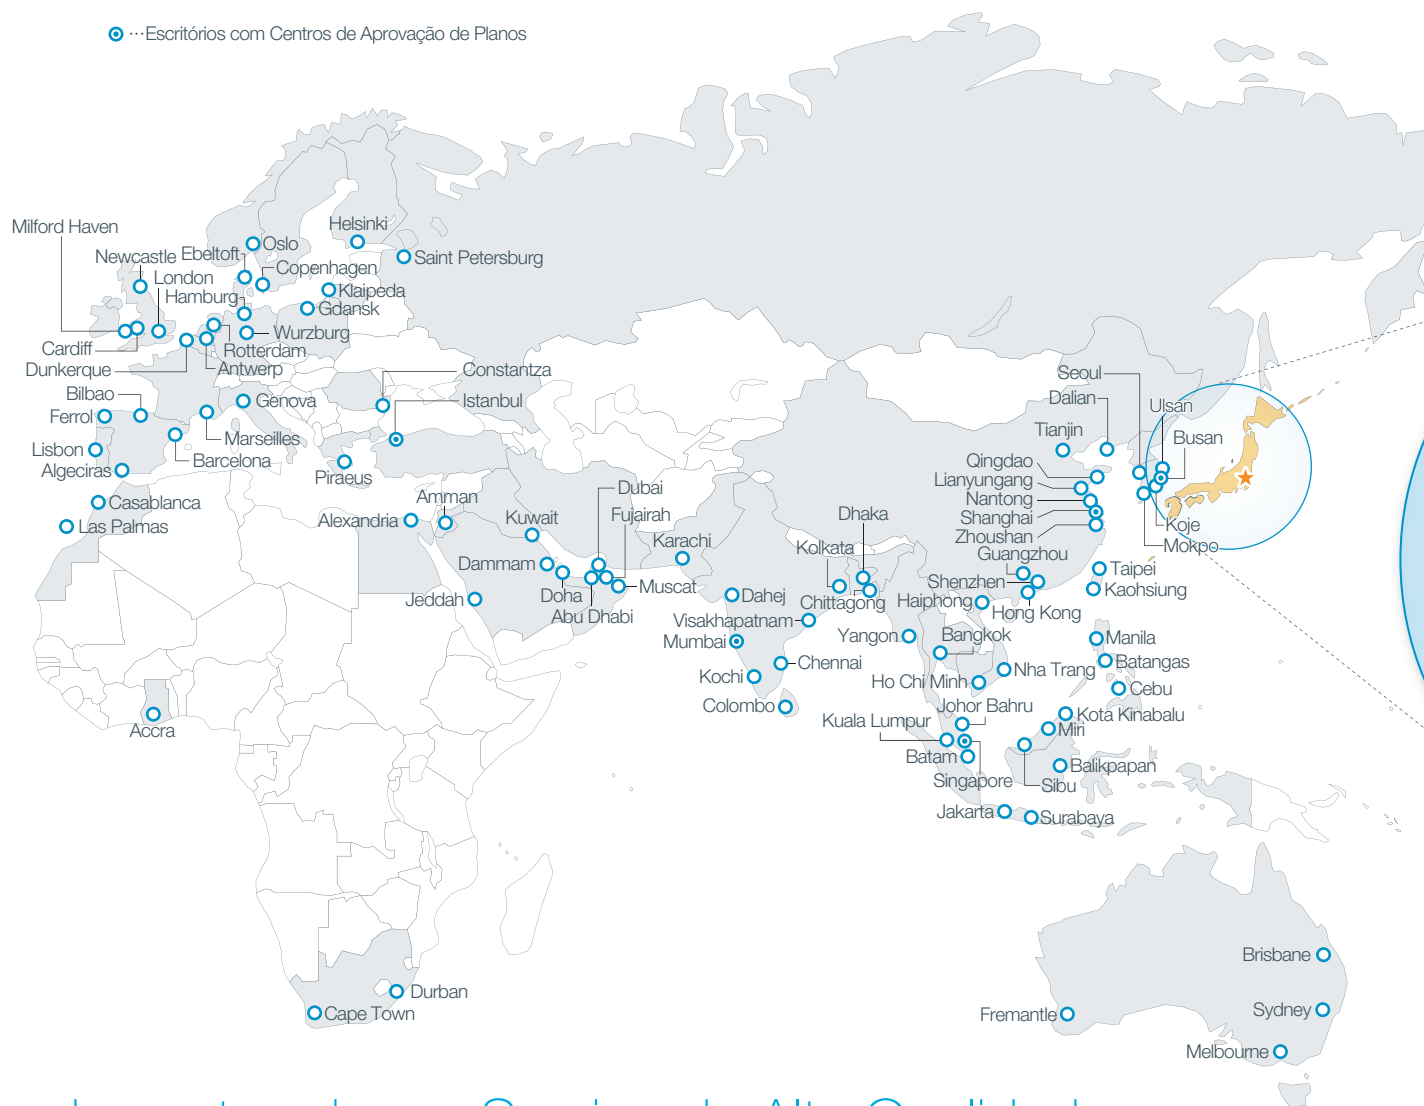 ···Escritórios com Centros de Aprovação de Planos
Milford Haven
Helsinki
Newcastle
Ebeltoft
Oslo
Saint Petersburg
London
Copenhagen
Hamburg
Klaipeda
Gdansk
Wurzburg
Cardiff
Rotterdam
Dunkerque
Antwerp
Constantza
Bilbao
Genova
Istanbul
Ferrol
Marseilles
Lisbon
Barcelona
Algeciras
Piraeus
Casablanca
Amman
Las Palmas
Alexandria
Kuwait
Dubai
Fujairah
Dammam
Doha
Abu Dhabi
Muscat
Jeddah
Karachi
Dahej
Visakhapatnam
Mumbai
Kochi
Chennai
Colombo
Kolkata
Dhaka
Chittagong
Yangon
Bangkok
Haiphong
Nha Trang
Ho Chi Minh
Seoul
Dalian
Ulsan
Tianjin
Busan
Qingdao
Lianyungang
Nantong
Shanghai
Zhoushan
Koje
Mokpo
Guangzhou
Shenzhen
Hong Kong
Taipei
Kaohsiung
Manila
Batangas
Cebu
Johor Bahru
Kuala Lumpur
Batam
Singapore
Kota Kinabalu
Miri
Sibu
Balikpapan
Jakarta
Surabaya
Accra
Durban
Cape Town
Brisbane
Fremantle
Sydney
Melbourne